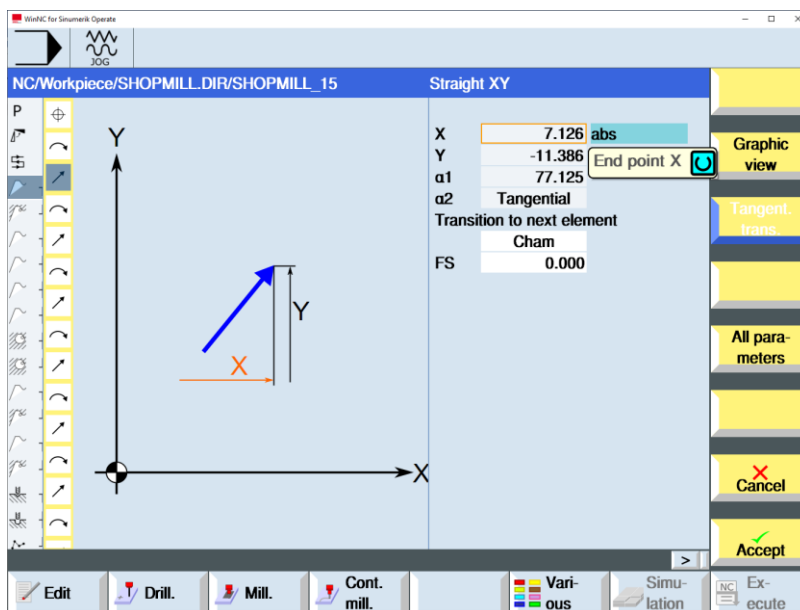 WinNC for Sinumerik Operate
JOG
NC/Workpiece/SHOPMILL.DIR/SHOPMILL_15
Straight XY
P
Y
X
Y
X
X 7.126 abs
Y -11.386
End point X
α1 77.125
α2 Tangential
Transition to next element
Cham
FS 0.000
Graphic
view
Tangent.
trans.
All para-
meters
Cancel
Accept
>
Edit
Drill.
Mill.
Cont.
mill.
Vari-
ous
Simu-
lation
NC
Ex-
ecute